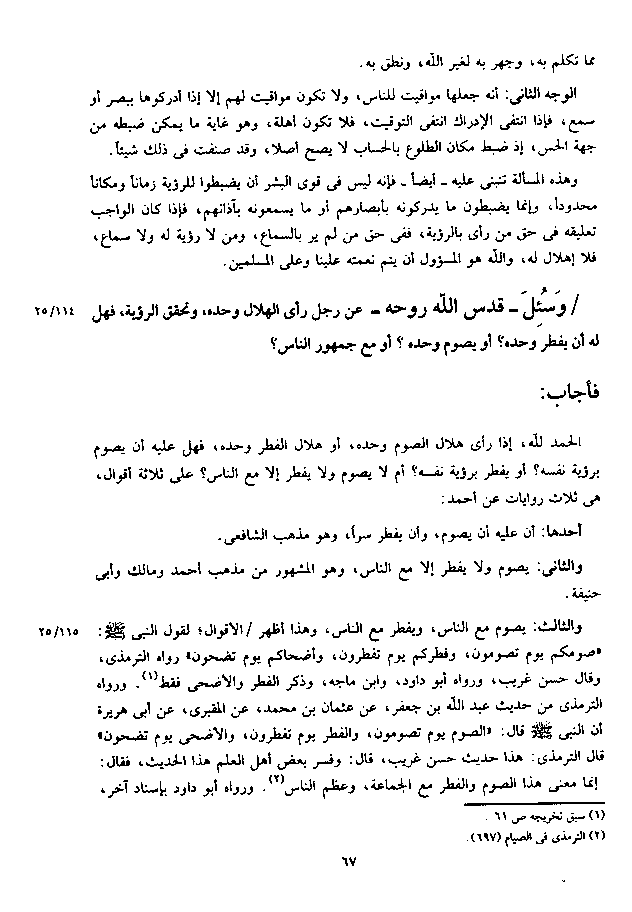 مما تكلم به، وجهر به لغير الله، ونطق به.
الوجه الثانى: أنه جعلها مواقيت للناس، ولا تكون مواقيت لهم إلا إذا أدركوها ببصر أو
سمع، فإذا انتفى الإدراك انتفى التوقيت، فلا تكون أهلة، وهو غاية ما يمكن ضبطه من
جهة الحس، إذ ضبط مكان الطلوع بالحساب لا يصح أصلا، وقد صنفت فى ذلك شيئاً.
وهذه المسألة تنبنى عليه ـ أيضاً ـ فإنه ليس فى قوى البشر أن يضبطوا للرؤية زماناً ومكاناً
محدوداً، وإنما يضبطون ما يدركونه بأبصارهم أو ما يسمعونه بآذانهم، فإذا كان الواجب
تعليقه فى حق من رأى بالرؤية، ففى حق من لم ير بالسماع، ومن لا رؤية له ولا سماع،
فلا إهلال له، والله هو المسؤول أن يتم نعمته علينا وعلى المسلمين.
/ وَسُئِلَ ـ قدس الله روحه ـ عن رجل رأى الهلال وحده، وتحقق الرؤية، فهل ٢٥/١١٤
له أن يفطر وحده؟ أو يصوم وحده ؟ أو مع جمهور الناس؟
فأجاب:
الحمد لله، إذا رأى هلال الصوم وحده، أو هلال الفطر وحده، فهل عليه أن يصوم
برؤية نفسه؟ أو يفطر برؤية نفسه؟ أم لا يصوم ولا يفطر إلا مع الناس؟ على ثلاثة أقوال،
هى ثلاث روايات عن أحمد:
أحدها: أن عليه أن يصوم، وأن يفطر سراً، وهو مذهب الشافعى.
والثانى: يصوم ولا يفطر إلا مع الناس، وهو المشهور من مذهب أحمد ومالك وأبى
حنيفة.
والثالث: يصوم مع الناس، ويفطر مع الناس، وهذا أظهر /الأقوال؛ لقول النبى ﷺ: ٢٥/١١٥
«صومكم يوم تصومون، وفطركم يوم تفطرون، وأضحاكم يوم تضحون» رواه الترمذى،
وقال حسن غريب، ورواه أبو داود، وابن ماجه، وذكر الفطر والأضحى فقط(١). ورواه
الترمذى من حديث عبد الله بن جعفر، عن عثمان بن محمد، عن المقبرى، عن أبى هريرة
أن النبى ﷺ قال: «الصوم يوم تصومون، والفطر يوم تفطرون، والأضحى يوم تضحون»
قال الترمذى: هذا حديث حسن غريب، قال: وفسر بعض أهل العلم هذا الحديث، فقال:
إنما معنى هذا الصوم والفطر مع الجماعة، وعظم الناس(٢). ورواه أبو داود بإسناد آخر،
(١) سبق تخريجه ص ٦١ .
(٢) الترمذى فى الصيام (٦٩٧).
٦٧